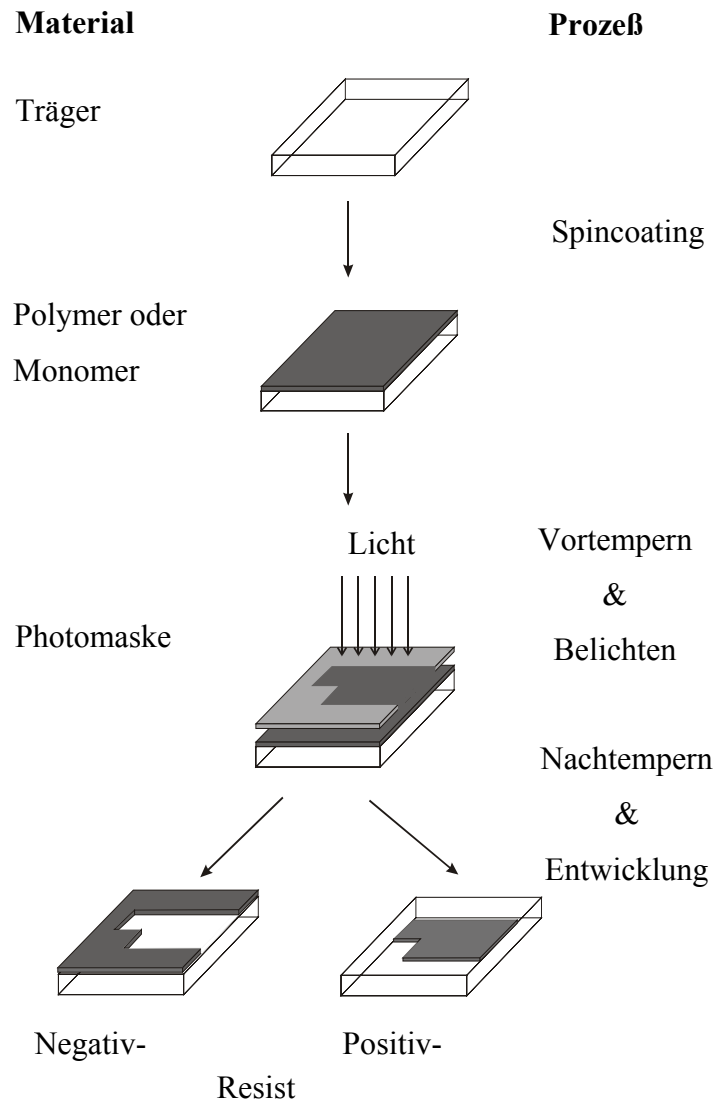 Material
Prozeß
Träger
Spincoating
Polymer oder
Monomer
Licht
Vortempern
&
Photomaske
Belichten
Nachtempern
&
Entwicklung
Negativ-
Positiv-
Resist